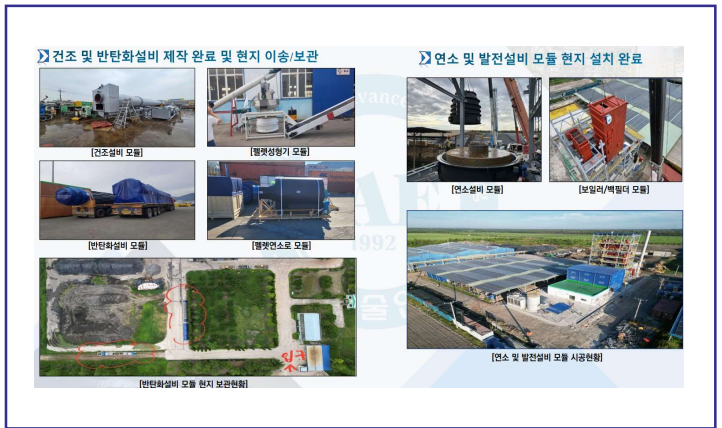 건조 및 반탄화설비 제작 완료 및 현지 이송/보관
[건조설비 모듈]
[펠렛성형기 모듈]
[반탄화설비 모듈]
[펠렛연소로 모듈]
입구
[반탄화설비 모듈 현지 보관현황]
연소 및 발전설비 모듈 현지 설치 완료
[연소설비 모듈]
[보일러/백필더 모듈]
[연소 및 발전설비 모듈 시공현황]
1992